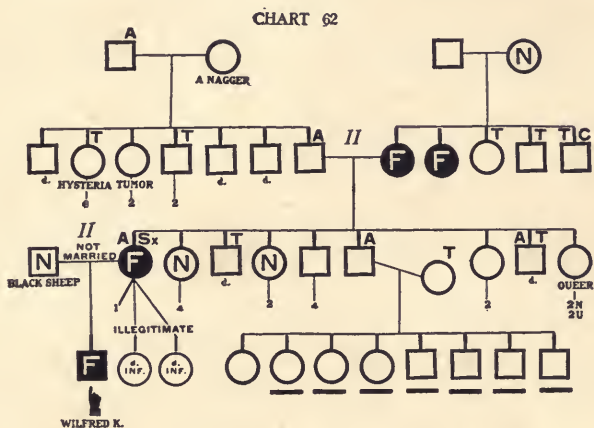 CHART 62
A
N
A NAGGER
T T A II F F T T T C
d. HYSTERIA TUMOR d. d.
6 2 2
II A Sx T A T A T
NOT MARRIED
N F N N
BLACK SHEEP d. d. QUEER
1 4 2 4 2 2N
2U
ILLEGITIMATE
d. d.
F INF. INF.
WILFRED K.